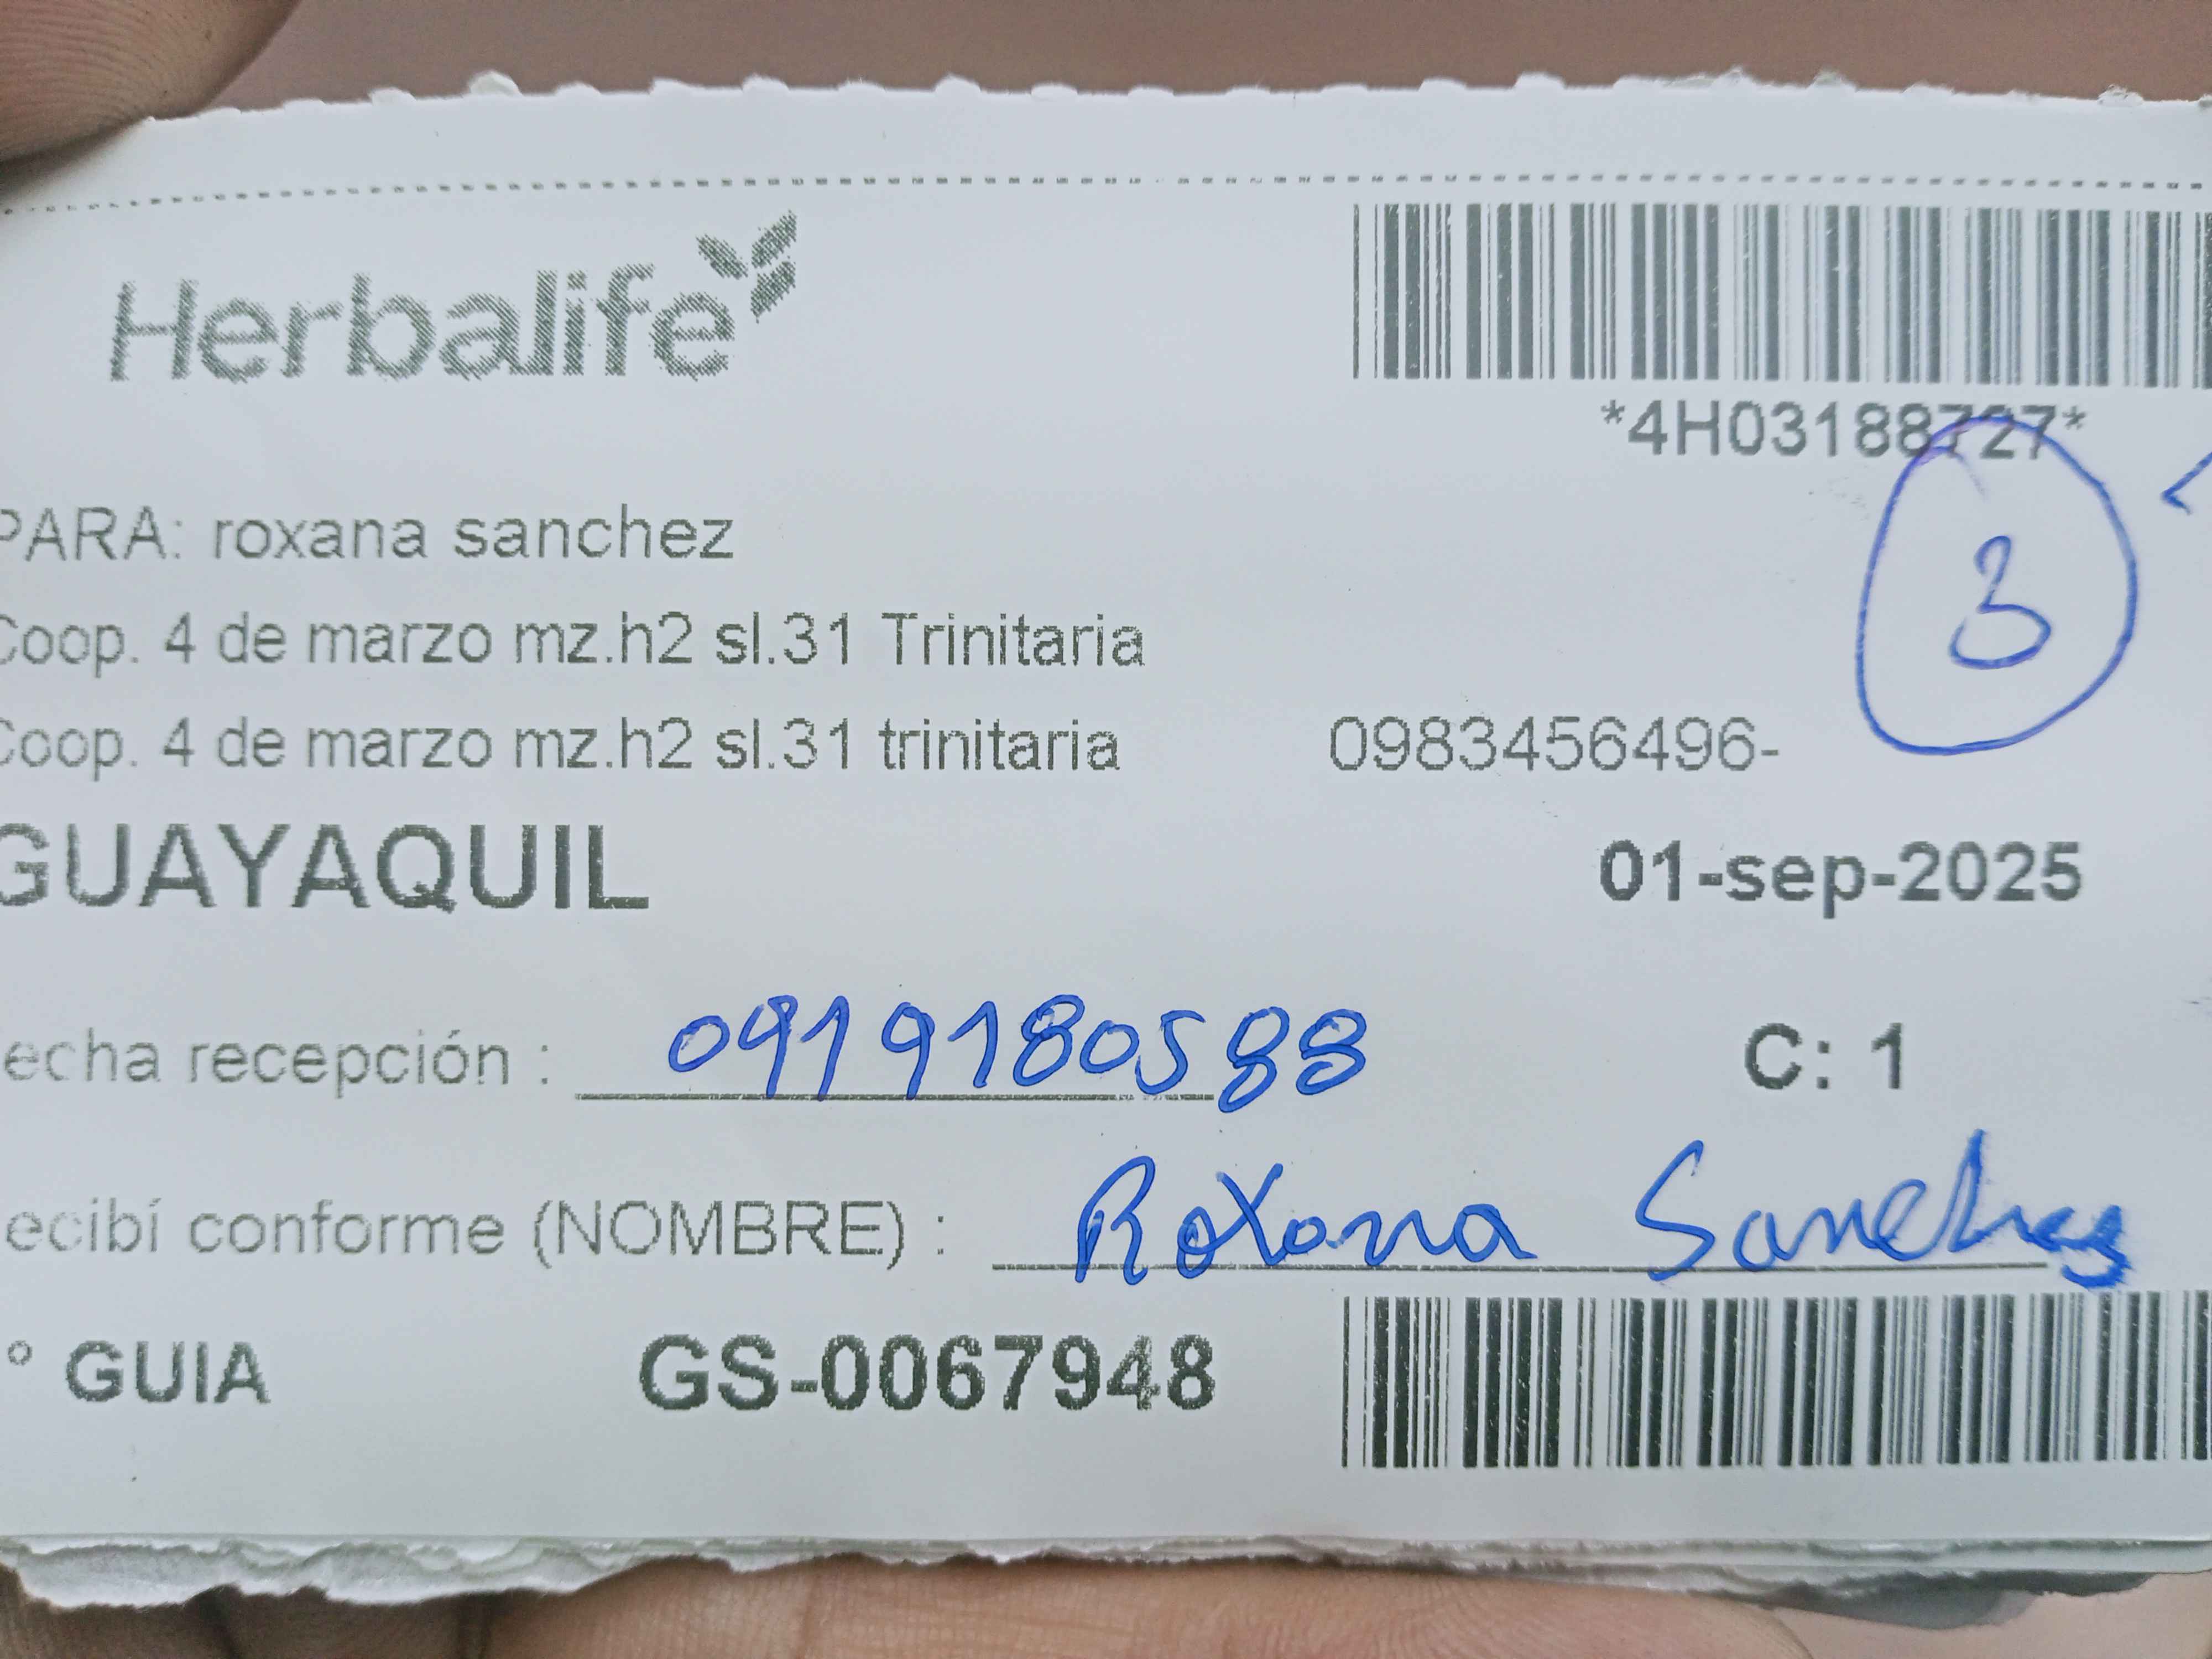 Herbalife
*4H03188727*
PARA: roxana sanchez
3
Coop. 4 de marzo mz.h2 sl.31 Trinitaria
Coop. 4 de marzo mz.h2 sl.31 trinitaria 0983456496-
GUAYAQUIL 01-sep-2025
echa recepción : 0919180588 C: 1
ecibí conforme (NOMBRE) : Roxana Sanchez
° GUIA GS-0067948